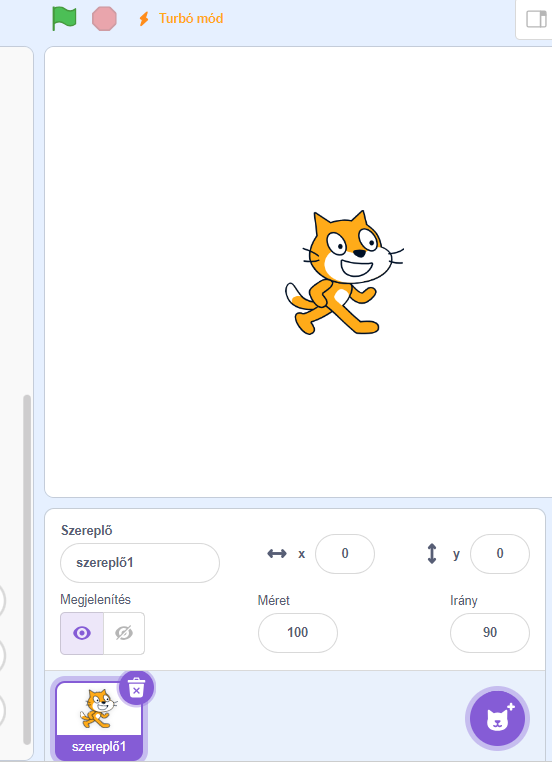 Turbó mód
Szereplő
szereplő1
x
0
y
0
Megjelenítés
Méret
100
Irány
90
szereplő1